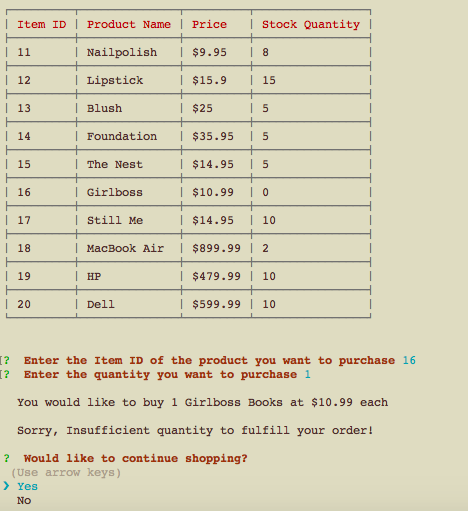 Item ID Product Name Price Stock Quantity
11 Nailpolish $9.95 8
12 Lipstick $15.9 15
13 Blush $25 5
14 Foundation $35.95 5
15 The Nest $14.95 5
16 Girlboss $10.99 0
17 Still Me $14.95 10
18 MacBook Air $899.99 2
19 HP $479.99 10
20 Dell $599.99 10
[? Enter the Item ID of the product you want to purchase 16
[? Enter the quantity you want to purchase 1
You would like to buy 1 Girlboss Books at $10.99 each
Sorry, Insufficient quantity to fulfill your order!
? Would like to continue shopping?
(Use arrow keys)
❯ Yes
No